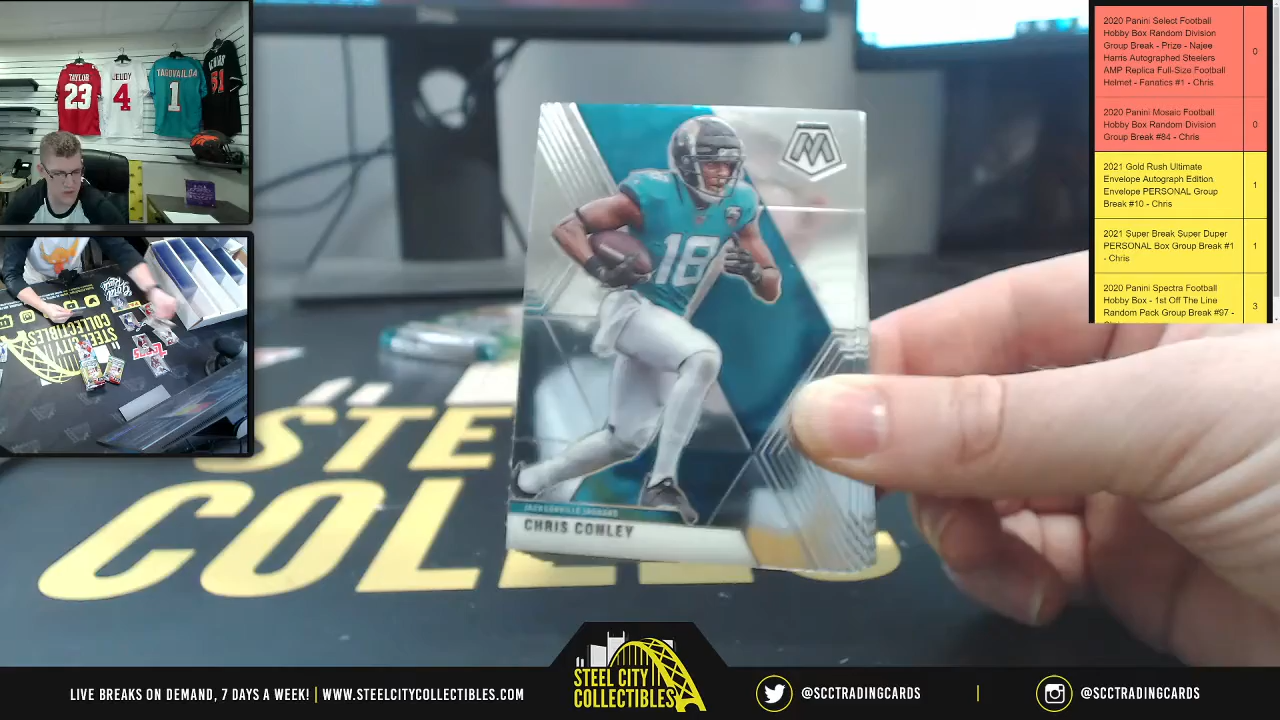 TAYLOR
23
JEUDY
4
TAGOVAILOA
1
81
18
JACKSONVILLE JAGUARS
CHRIS CONLEY
STE
COL
2020 Panini Select Football
Hobby Box Random Division
Group Break - Prize - Najee
Harris Autographed Steelers
AMP Replica Full-Size Football
Helmet - Fanatics #1 - Chris
0
2020 Panini Mosaic Football
Hobby Box Random Division
Group Break #84 - Chris
0
2021 Gold Rush Ultimate
Envelope Autograph Edition
Envelope PERSONAL Group
Break #10 - Chris
1
2021 Super Break Super Duper
PERSONAL Box Group Break #1
- Chris
1
2020 Panini Spectra Football
Hobby Box - 1st Off The Line
Random Pack Group Break #97 -
3
LIVE BREAKS ON DEMAND, 7 DAYS A WEEK! | WWW.STEELCITYCOLLECTIBLES.COM
STEEL CITY
COLLECTIBLES
@SCCTRADINGCARDS
@SCCTRADINGCARDS